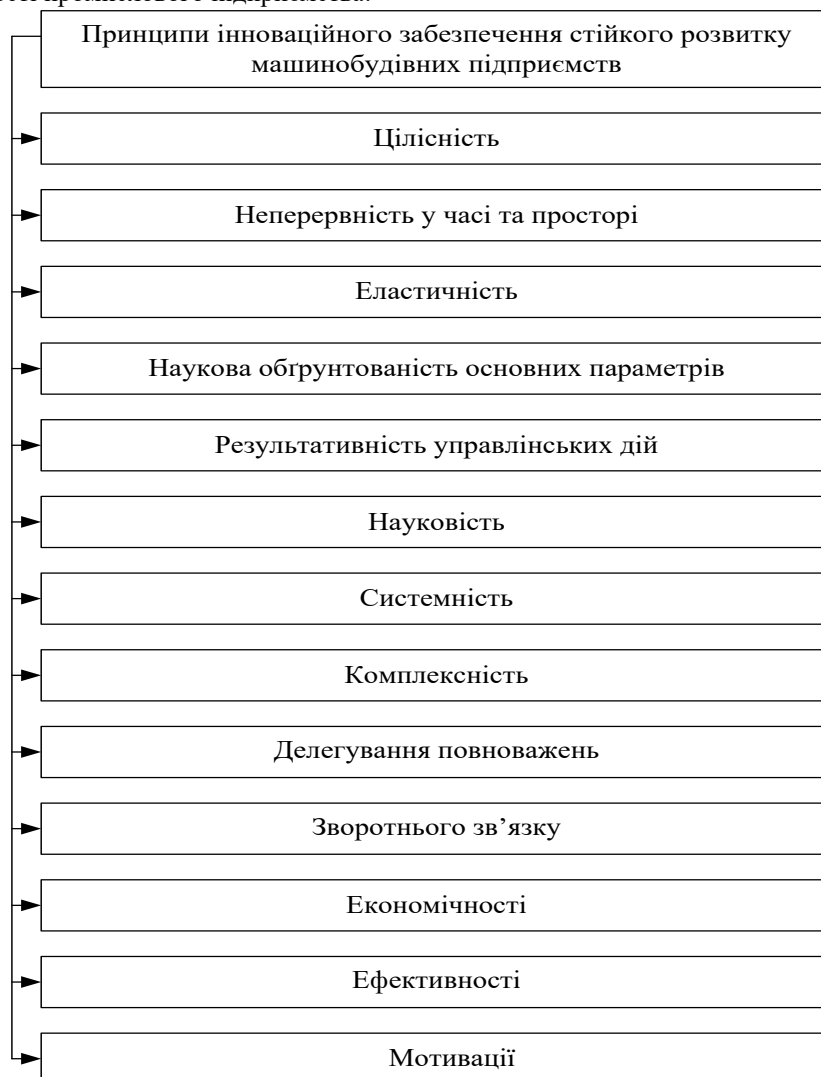 Принципи інноваційного забезпечення стійкого розвитку
машинобудівних підприємств
Цілісність
Неперервність у часі та просторі
Еластичність
Наукова обґрунтованість основних параметрів
Результативність управлінських дій
Науковість
Системність
Комплексність
Делегування повноважень
Зворотнього зв’язку
Економічності
Ефективності
Мотивації